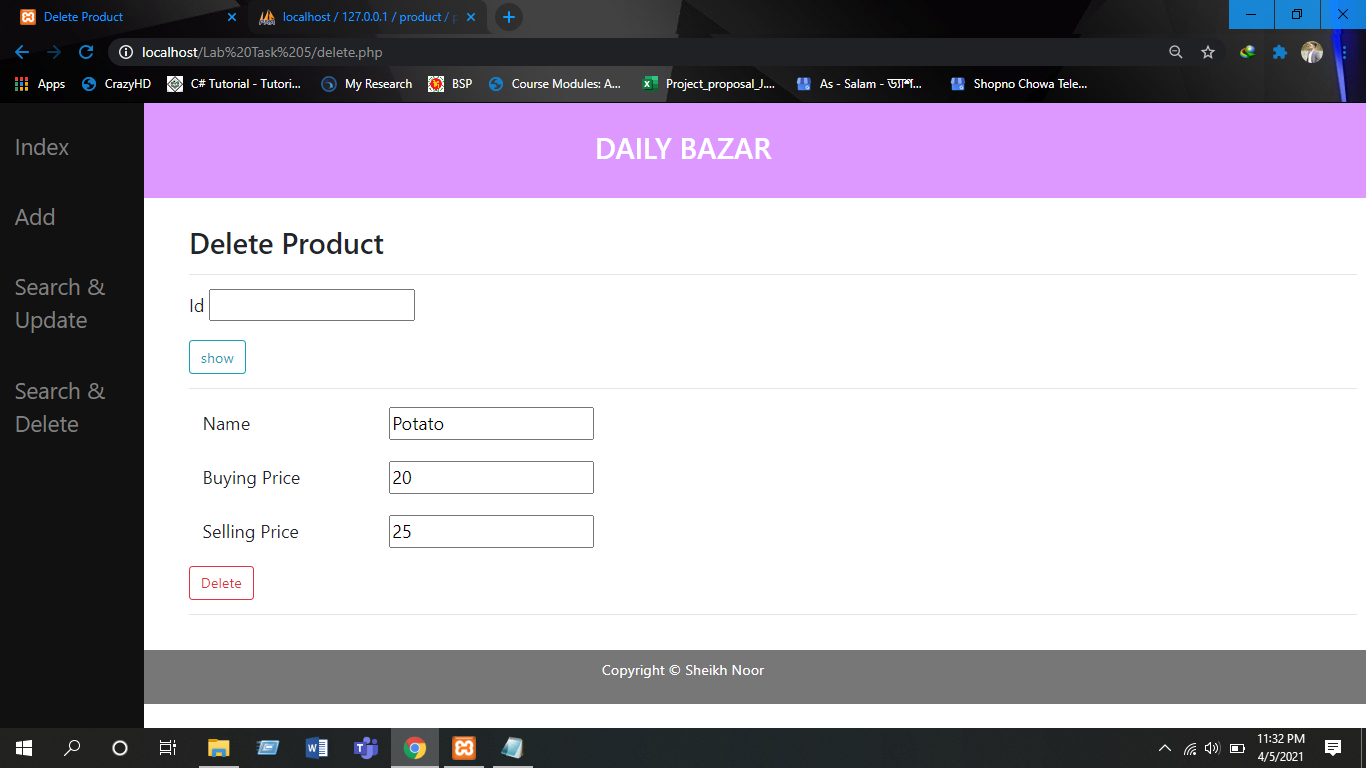 Delete Product
localhost / 127.0.0.1 / product / p
localhost/Lab%20Task%205/delete.php
Apps
CrazyHD
C# Tutorial - Tutori...
My Research
BSP
Course Modules: A...
Project_proposal_J....
As - Salam -
Shopno Chowa Tele...
Index
Add
Search &
Update
Search &
Delete
DAILY BAZAR
Delete Product
Id
show
Name
Potato
Buying Price
20
Selling Price
25
Delete
Copyright © Sheikh Noor
11:32 PM
4/5/2021